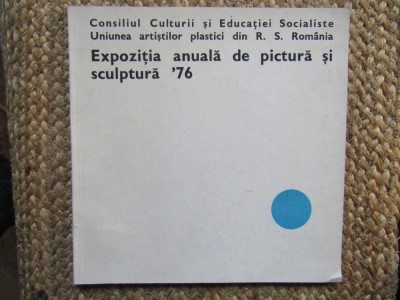 Consiliul Culturii și Educației Socialiste
Uniunea artiștilor plastici din R. S. România
Expoziția anuală de pictură și
sculptură '76